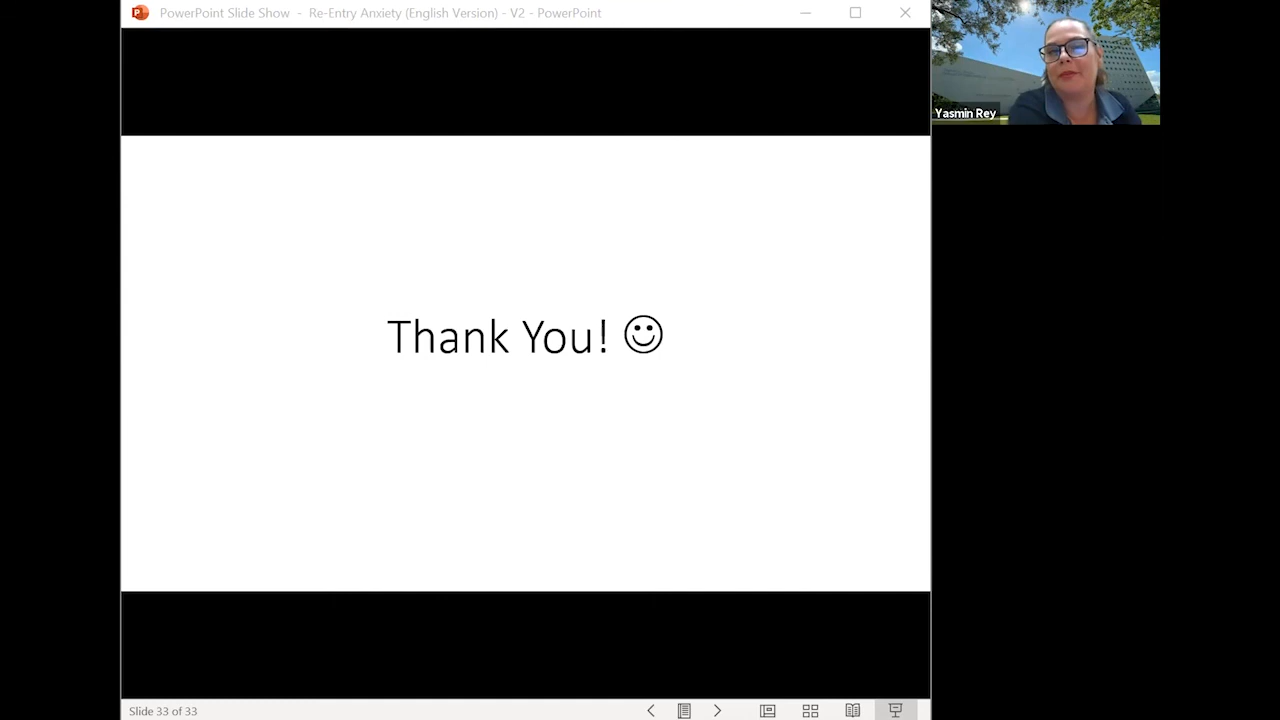 PowerPoint Slide Show - Re-Entry Anxiety (English Version) - V2 - PowerPoint
Yasmin Rey
Thank You! ☺
Slide 33 of 33